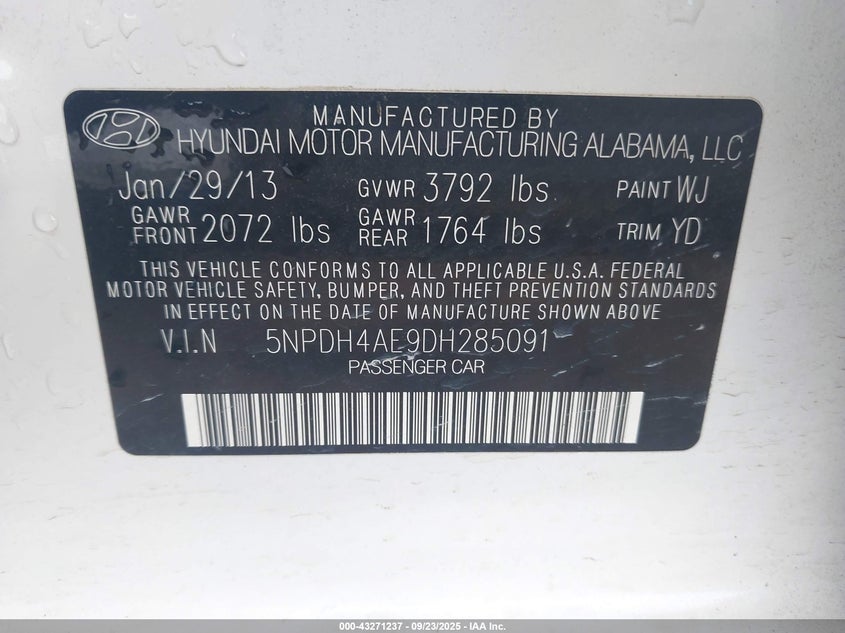 MANUFACTURED BY
HYUNDAI MOTOR MANUFACTURING ALABAMA, LLC
Jan/29/13 GVWR 3792 lbs PAINT WJ
GAWR FRONT 2072 lbs GAWR REAR 1764 lbs TRIM YD
THIS VEHICLE CONFORMS TO ALL APPLICABLE U.S.A. FEDERAL
MOTOR VEHICLE SAFETY, BUMPER, AND THEFT PREVENTION STANDARDS
IN EFFECT ON THE DATE OF MANUFACTURE SHOWN ABOVE
V.I.N 5NPDH4AE9DH285091
PASSENGER CAR
000-43271237 - 09/23/2025 - IAA Inc.